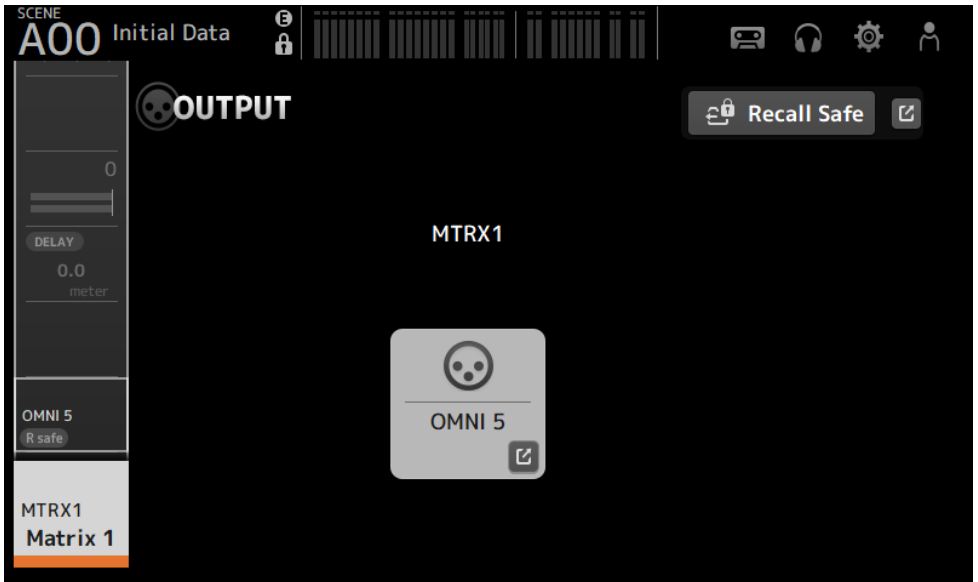 SCENE
A00 Initial Data
E
OUTPUT
Recall Safe
0
DELAY
0.0
meter
MTRX1
OMNI 5
OMNI 5
R safe
MTRX1
Matrix 1